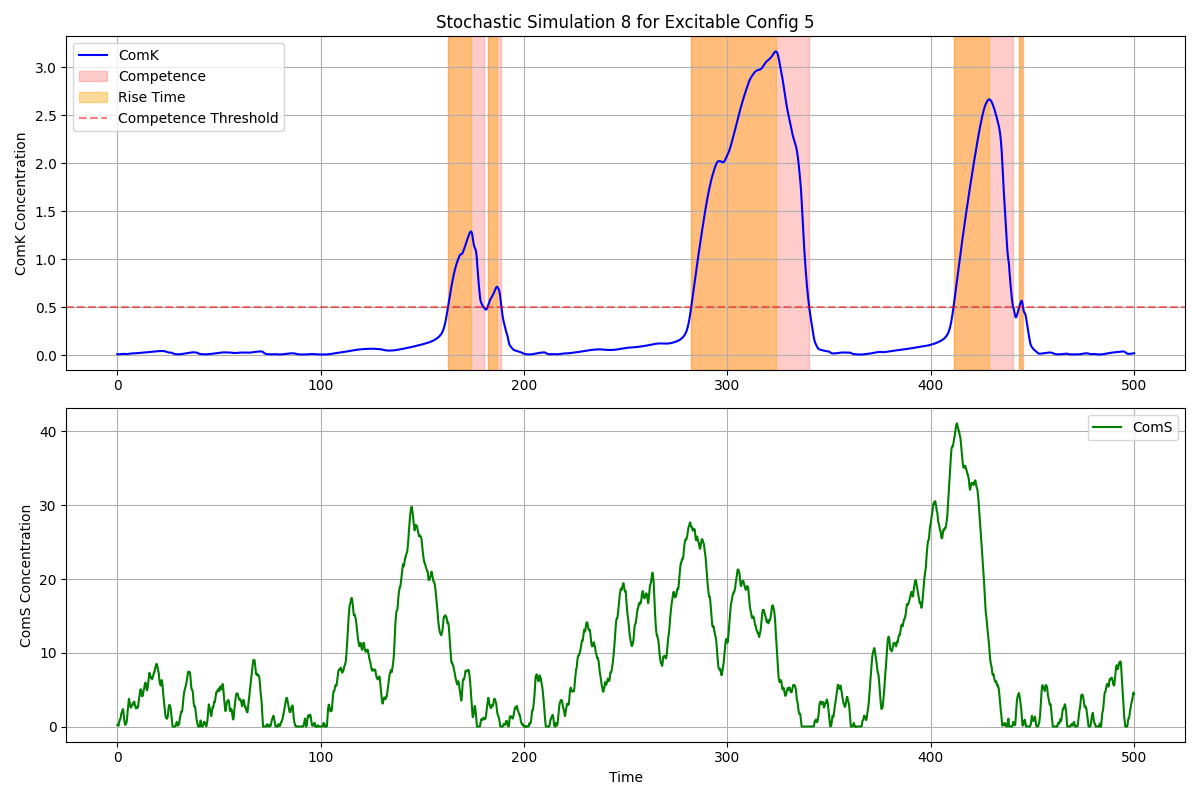 Stochastic Simulation 8 for Excitable Config 5
ComK Concentration
3.0
2.5
2.0
1.5
1.0
0.5
0.0
ComK
Competence
Rise Time
Competence Threshold
0 100 200 300 400 500
ComS Concentration
40
30
20
10
0
ComS
0 100 200 300 400 500
Time